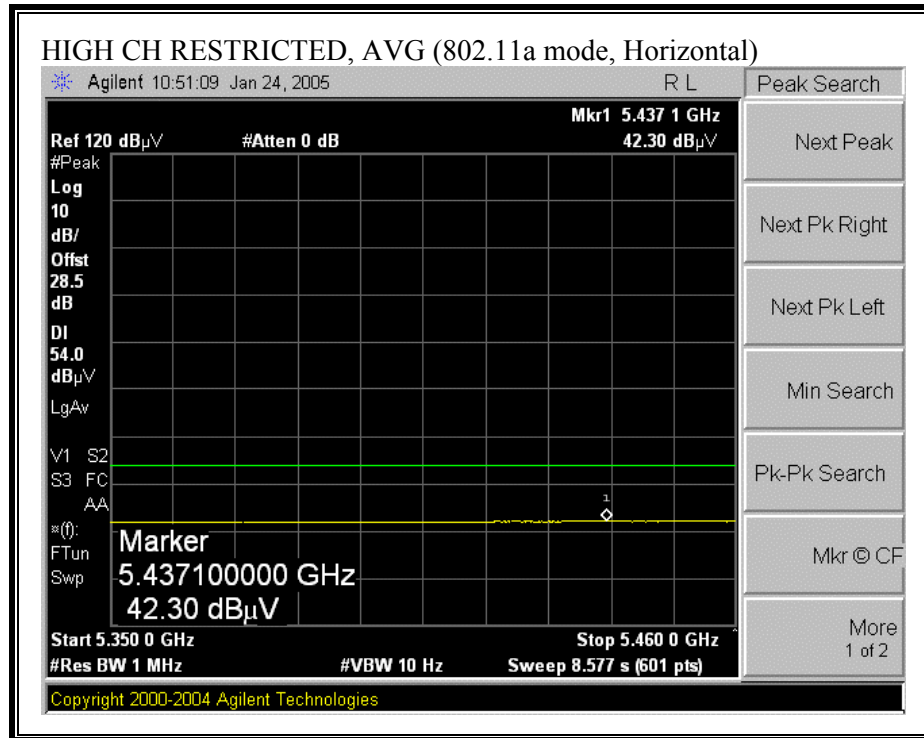 HIGH CH RESTRICTED, AVG (802.11a mode, Horizontal)
Agilent 10:51:09 Jan 24, 2005
R L
Peak Search
Mkr1 5.437 1 GHz
Ref 120 dBµV
#Atten 0 dB
42.30 dBµV
#Peak
Log
10
dB/
Offst
28.5
dB
DI
54.0
dBµV
LgAv
V1 S2
S3 FC
AA
¤(f):
FTun
Swp
1
Marker
5.437100000 GHz
42.30 dBµV
Start 5.350 0 GHz
Stop 5.460 0 GHz
#Res BW 1 MHz
#VBW 10 Hz
Sweep 8.577 s (601 pts)
Copyright 2000-2004 Agilent Technologies
Next Peak
Next Pk Right
Next Pk Left
Min Search
Pk-Pk Search
Mkr © CF
More
1 of 2